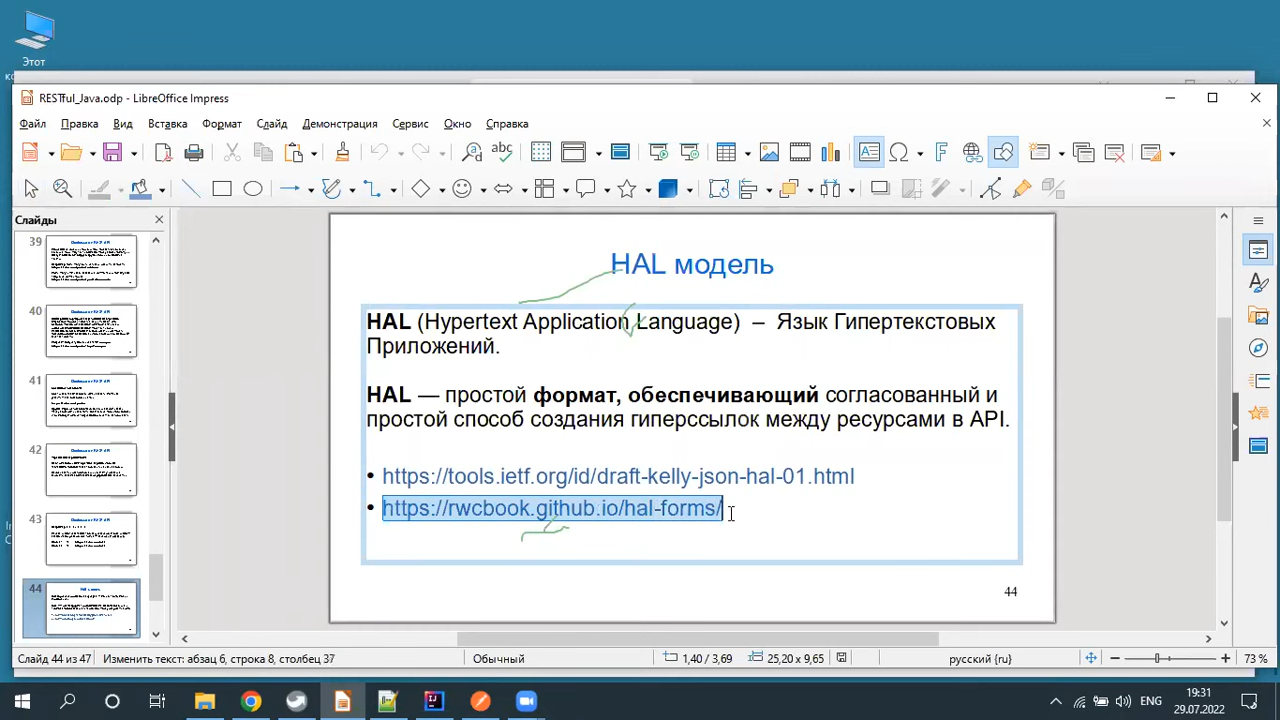 Этот
RESTful_Java.odp - LibreOffice Impress
Файл Правка Вид Вставка Формат Слайд Демонстрация Сервис Окно Справка
Слайды
39
40
41
42
43
44
HAL модель
HAL (Hypertext Application Language) – Язык Гипертекстовых
Приложений.
HAL — простой формат, обеспечивающий согласованный и
простой способ создания гиперссылок между ресурсами в API.
• https://tools.ietf.org/id/draft-kelly-json-hal-01.html
• https://rwcbook.github.io/hal-forms/
44
Слайд 44 из 47 Изменить текст: абзац 6, строка 8, столбец 37 Обычный 1,40 / 3,69 25,20 x 9,65 русский {ru} 73 %
ENG
19:31
29.07.2022